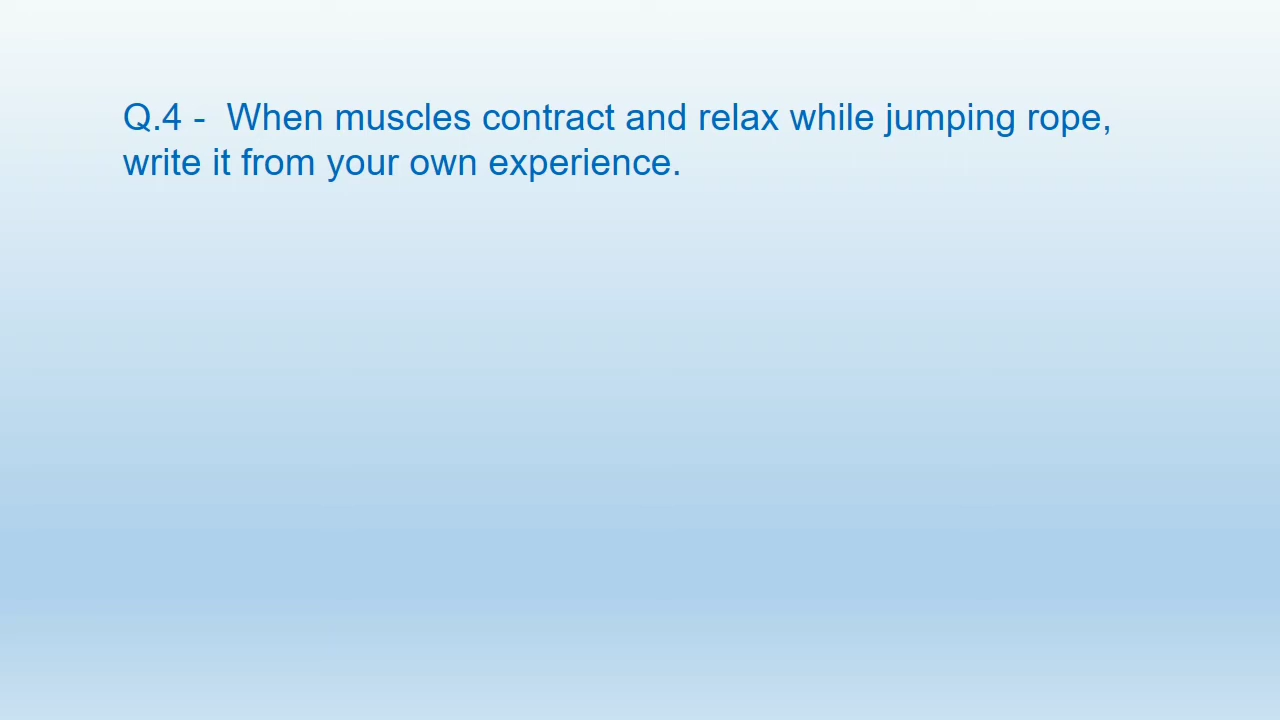 Q.4 -  When muscles contract and relax while jumping rope,
write it from your own experience.